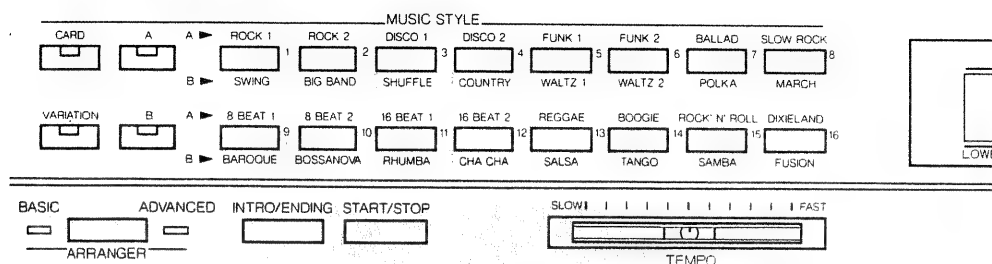 MUSIC STYLE
CARD A A ► ROCK 1 ROCK 2 DISCO 1 DISCO 2 FUNK 1 FUNK 2 BALLAD SLOW ROCK
1 2 3 4 5 6 7 8
B ► SWING BIG BAND SHUFFLE COUNTRY WALTZ 1 WALTZ 2 POLKA MARCH
VARIATION B A ► 8 BEAT 1 8 BEAT 2 16 BEAT 1 16 BEAT 2 REGGAE BOOGIE ROCK' N' ROLL DIXIELAND
9 10 11 12 13 14 15 16
B ► BAROQUE BOSSANOVA RHUMBA CHA CHA SALSA TANGO SAMBA FUSION
LOWE
BASIC ADVANCED INTRO/ENDING START/STOP SLOW FAST
ARRANGER TEMPO